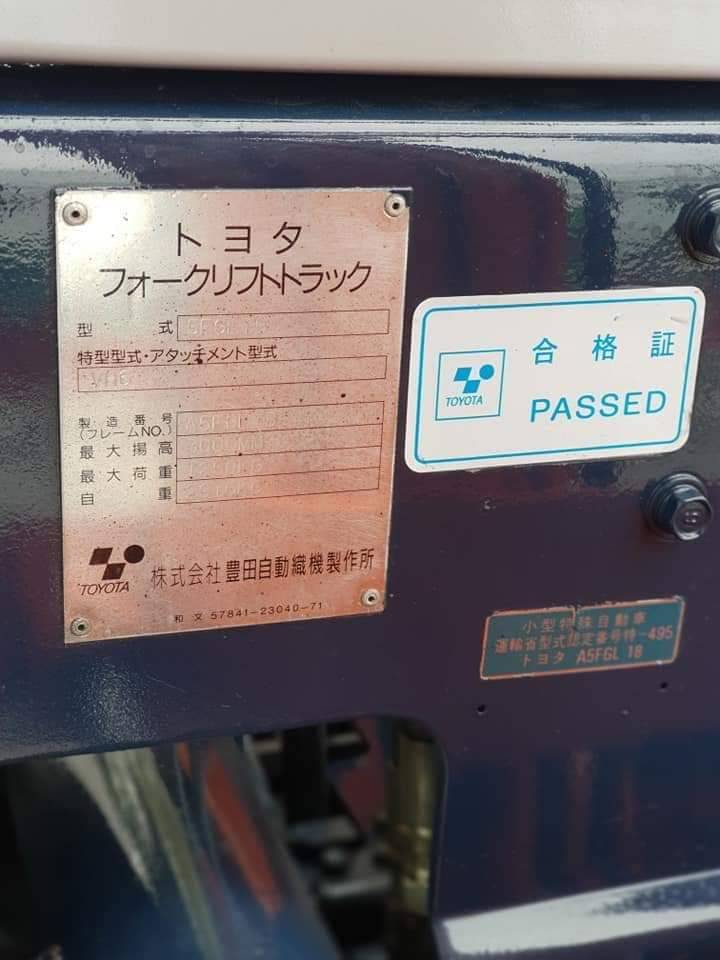 トヨタ
フォークリフトトラック
型 式
特型型式・アタッチメント型式
製造番号
(フレームNO.)
最大揚高
最大荷重
自 重
TOYOTA 株式会社豊田自動織機製作所
和文 57841-23040-71
合格証
TOYOTA
PASSED
小型特殊自動車
運輸省型式認定番号特-495
トヨタ A5FGL 18